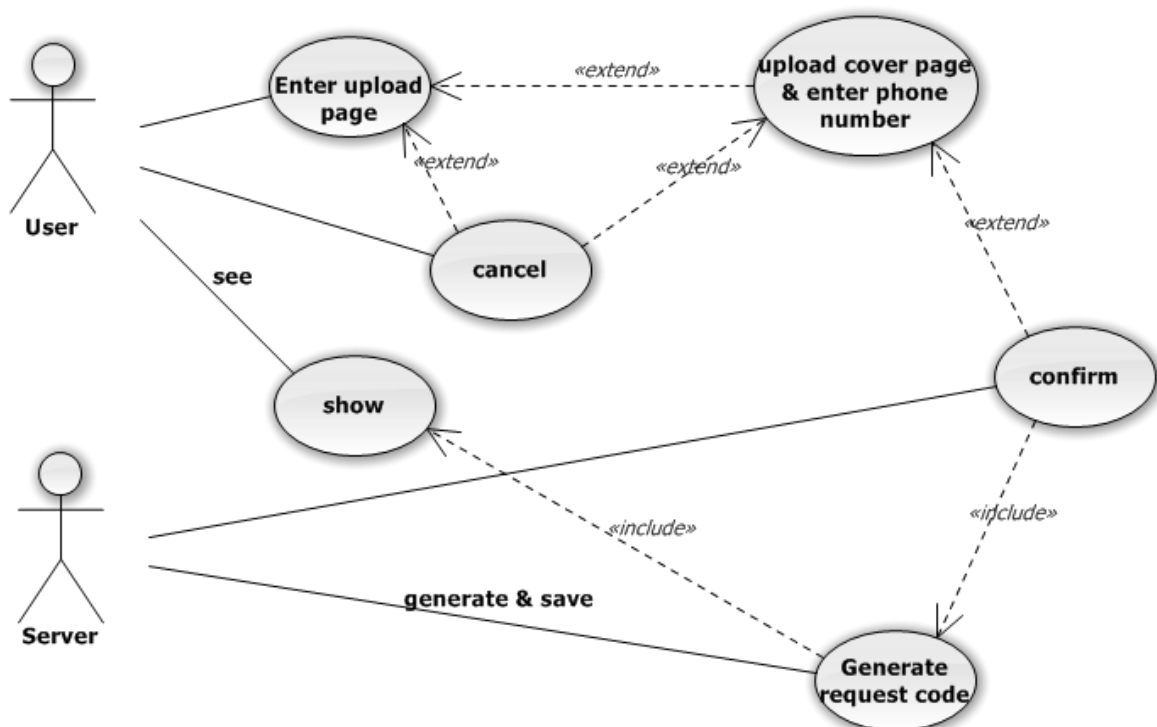 Enter upload
page
«extend»
upload cover page
& enter phone
number
«extend»
«extend»
User
«extend»
cancel
see
show
confirm
«include»
«include»
generate & save
Server
Generate
request code